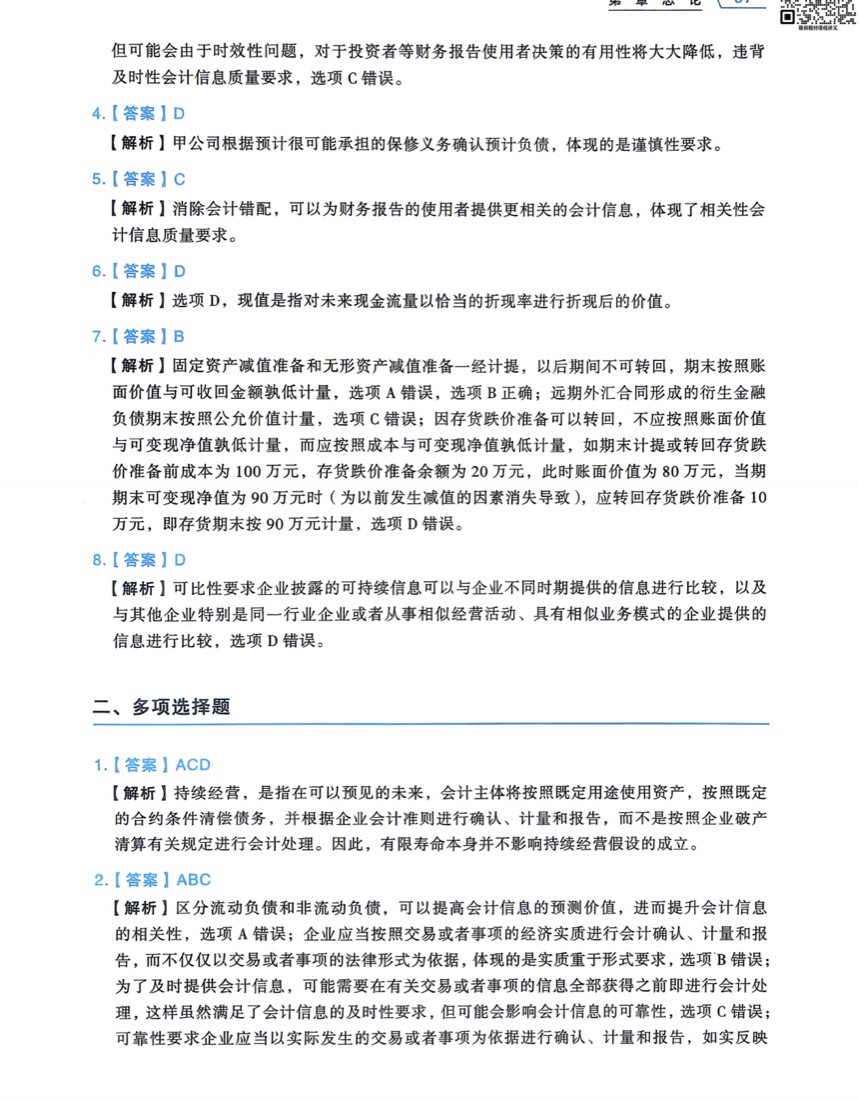 第 章 总 论
但可能会由于时效性问题，对于投资者等财务报告使用者决策的有用性将大大降低，违背
及时性会计信息质量要求，选项 C 错误。
4.【答案】D
【解析】甲公司根据预计很可能承担的保修义务确认预计负债，体现的是谨慎性要求。
5.【答案】C
【解析】消除会计错配，可以为财务报告的使用者提供更相关的会计信息，体现了相关性会
计信息质量要求。
6.【答案】D
【解析】选项 D，现值是指对未来现金流量以恰当的折现率进行折现后的价值。
7.【答案】B
【解析】固定资产减值准备和无形资产减值准备一经计提，以后期间不可转回，期末按照账
面价值与可收回金额孰低计量，选项 A 错误，选项 B 正确；远期外汇合同形成的衍生金融
负债期末按照公允价值计量，选项 C 错误；因存货跌价准备可以转回，不应按照账面价值
与可变现净值孰低计量，而应按照成本与可变现净值孰低计量，如期末计提或转回存货跌
价准备前成本为 100 万元，存货跌价准备余额为 20 万元，此时账面价值为 80 万元，当期
期末可变现净值为 90 万元时（为以前发生减值的因素消失导致），应转回存货跌价准备 10
万元，即存货期末按 90 万元计量，选项 D 错误。
8.【答案】D
【解析】可比性要求企业披露的可持续信息可以与企业不同时期提供的信息进行比较，以及
与其他企业特别是同一行业企业或者从事相似经营活动、具有相似业务模式的企业提供的
信息进行比较，选项 D 错误。
二、多项选择题
1.【答案】ACD
【解析】持续经营，是指在可以预见的未来，会计主体将按照既定用途使用资产，按照既定
的合约条件清偿债务，并根据企业会计准则进行确认、计量和报告，而不是按照企业破产
清算有关规定进行会计处理。因此，有限寿命本身并不影响持续经营假设的成立。
2.【答案】ABC
【解析】区分流动负债和非流动负债，可以提高会计信息的预测价值，进而提升会计信息
的相关性，选项 A 错误；企业应当按照交易或者事项的经济实质进行会计确认、计量和报
告，而不仅仅以交易或者事项的法律形式为依据，体现的是实质重于形式要求，选项 B 错误；
为了及时提供会计信息，可能需要在有关交易或者事项的信息全部获得之前即进行会计处
理，这样虽然满足了会计信息的及时性要求，但可能会影响会计信息的可靠性，选项 C 错误；
可靠性要求企业应当以实际发生的交易或者事项为依据进行确认、计量和报告，如实反映